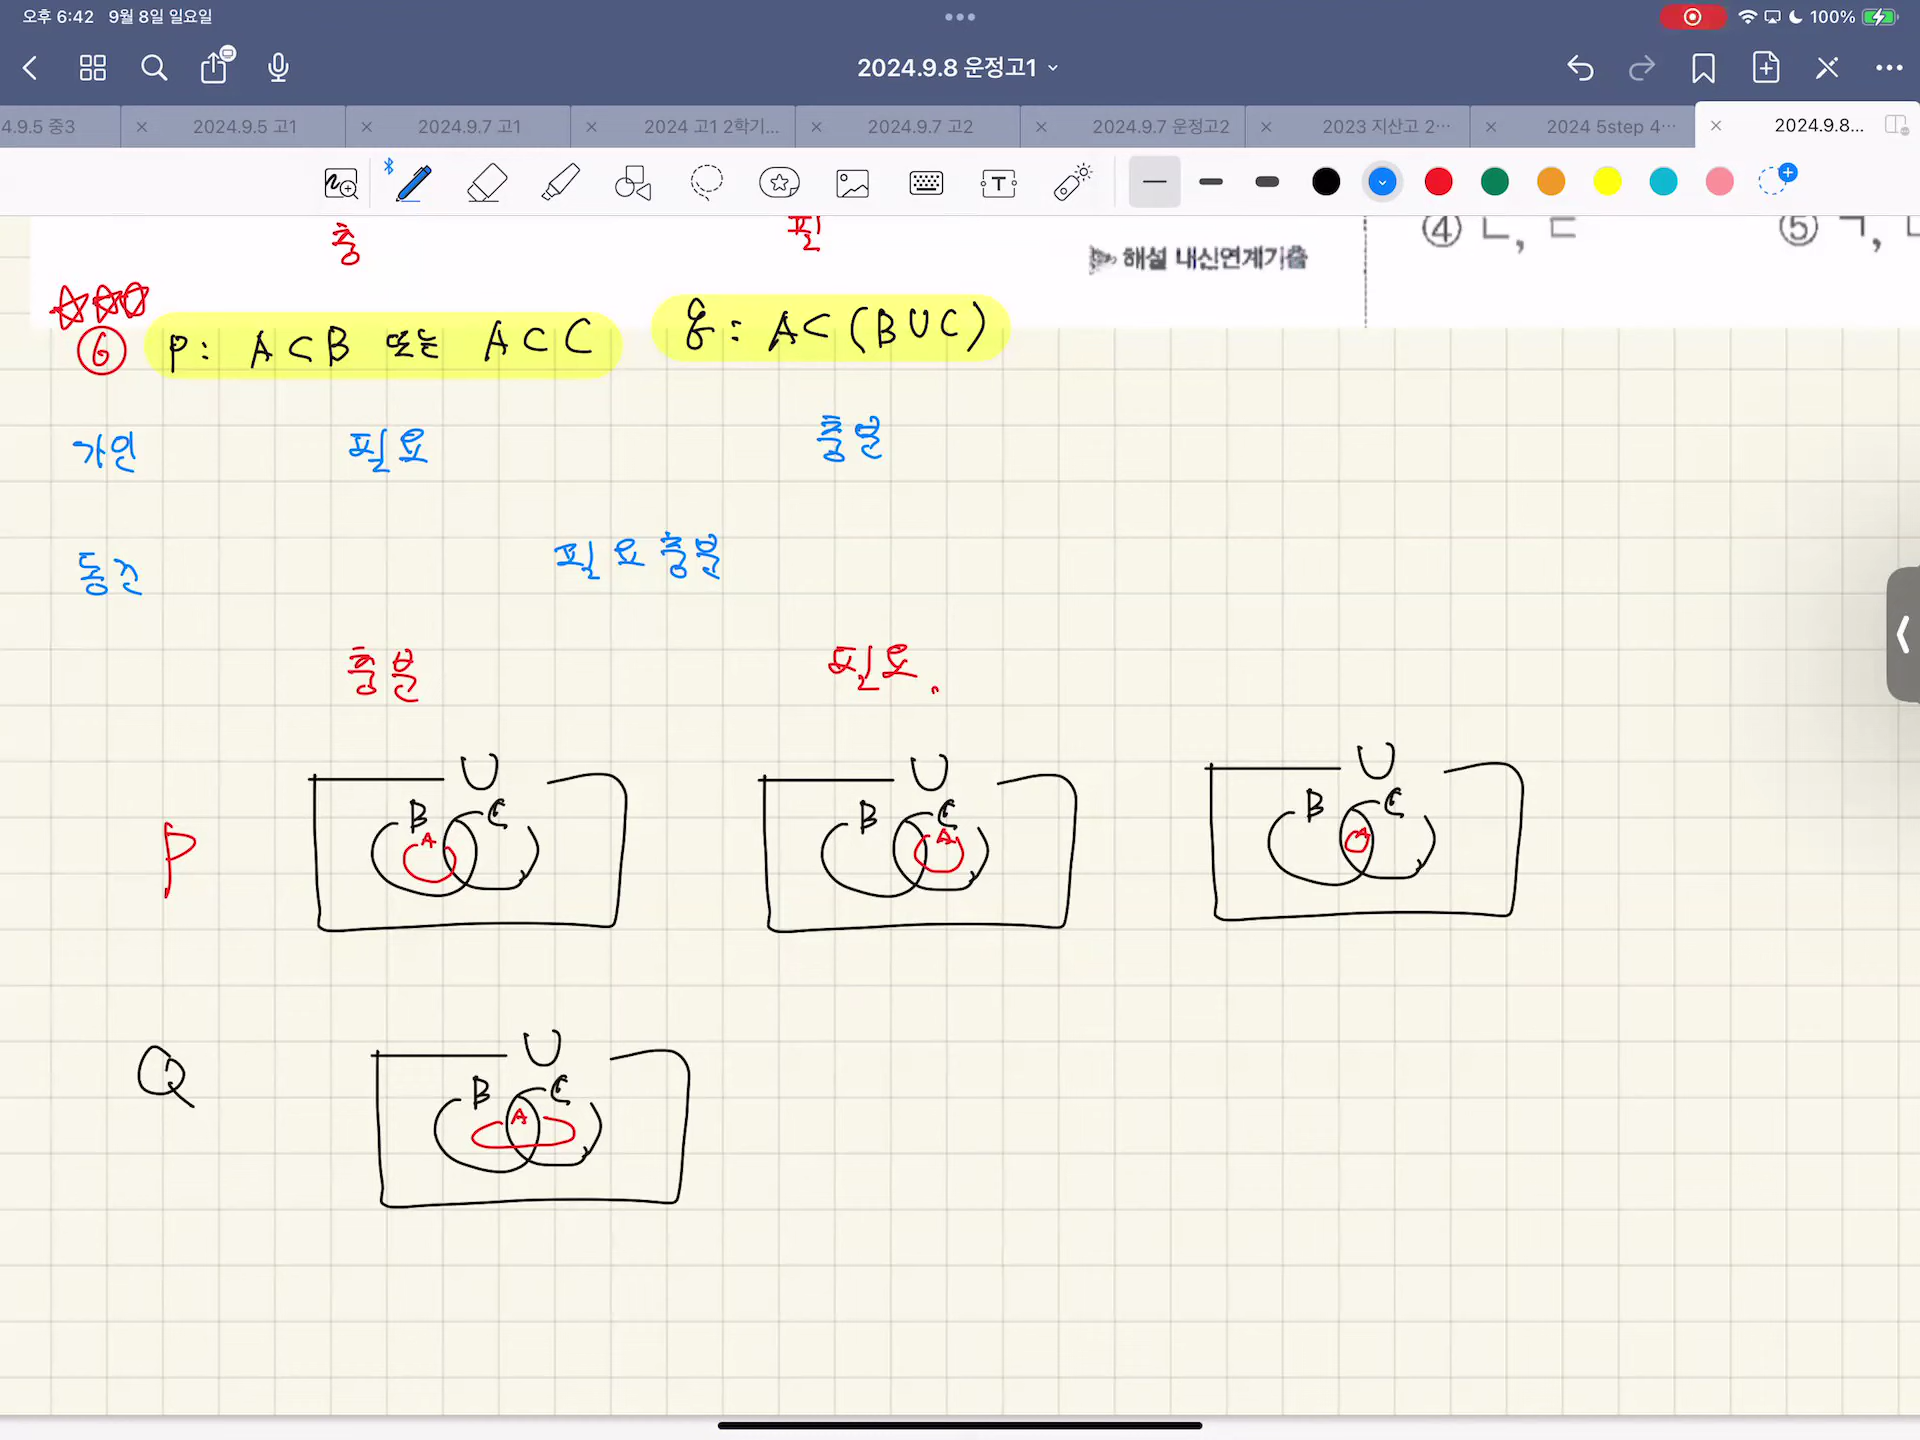 오후 6:42 9월 8일 일요일
100%
2024.9.8 운정고1
4.9.5 중3
2024.9.5 고1
2024.9.7 고1
2024 고1 2학기...
2024.9.7 고2
2024.9.7 운정고2
2023 지산고 2...
2024 5step 4...
2024.9.8...
충 필
▶ 해설 내신연계기출
④ ㄴ, ㄷ ⑤ ㄱ, ㄴ
⑥ p: A⊂B 또는 A⊂C q: A⊂(B∪C)
가인 필요 충분
동건 필요충분
충분 필요.
U U U
P B C A B C A B C A
U
Q B C A